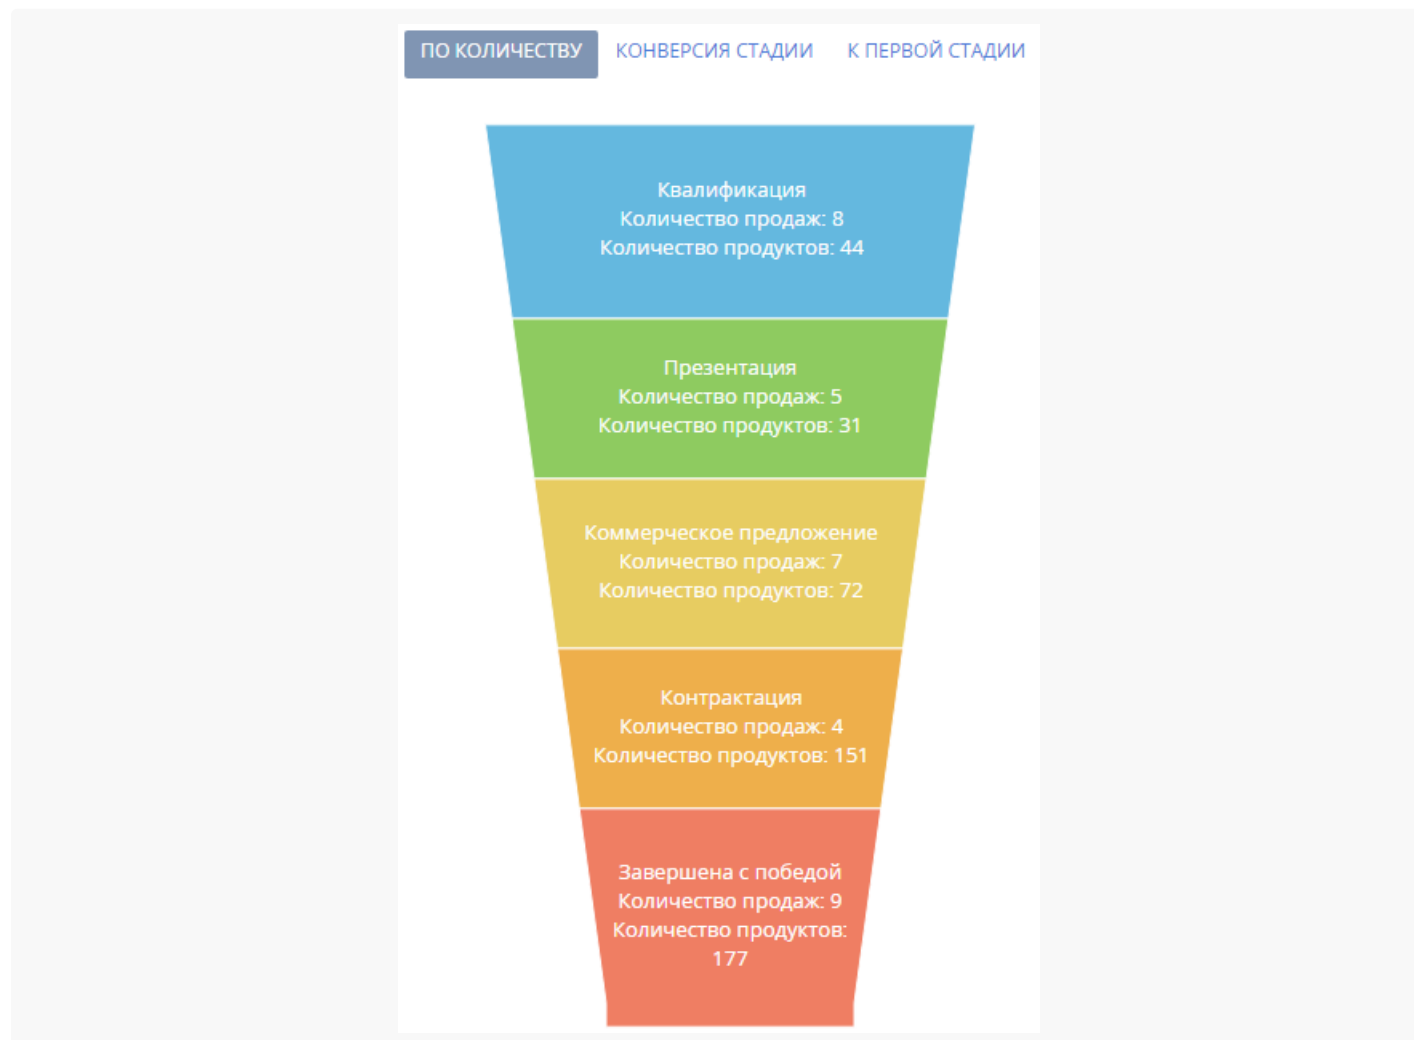 ПО КОЛИЧЕСТВУ КОНВЕРСИЯ СТАДИИ К ПЕРВОЙ СТАДИИ
Квалификация
Количество продаж: 8
Количество продуктов: 44
Презентация
Количество продаж: 5
Количество продуктов: 31
Коммерческое предложение
Количество продаж: 7
Количество продуктов: 72
Контрактация
Количество продаж: 4
Количество продуктов: 151
Завершена с победой
Количество продаж: 9
Количество продуктов:
177